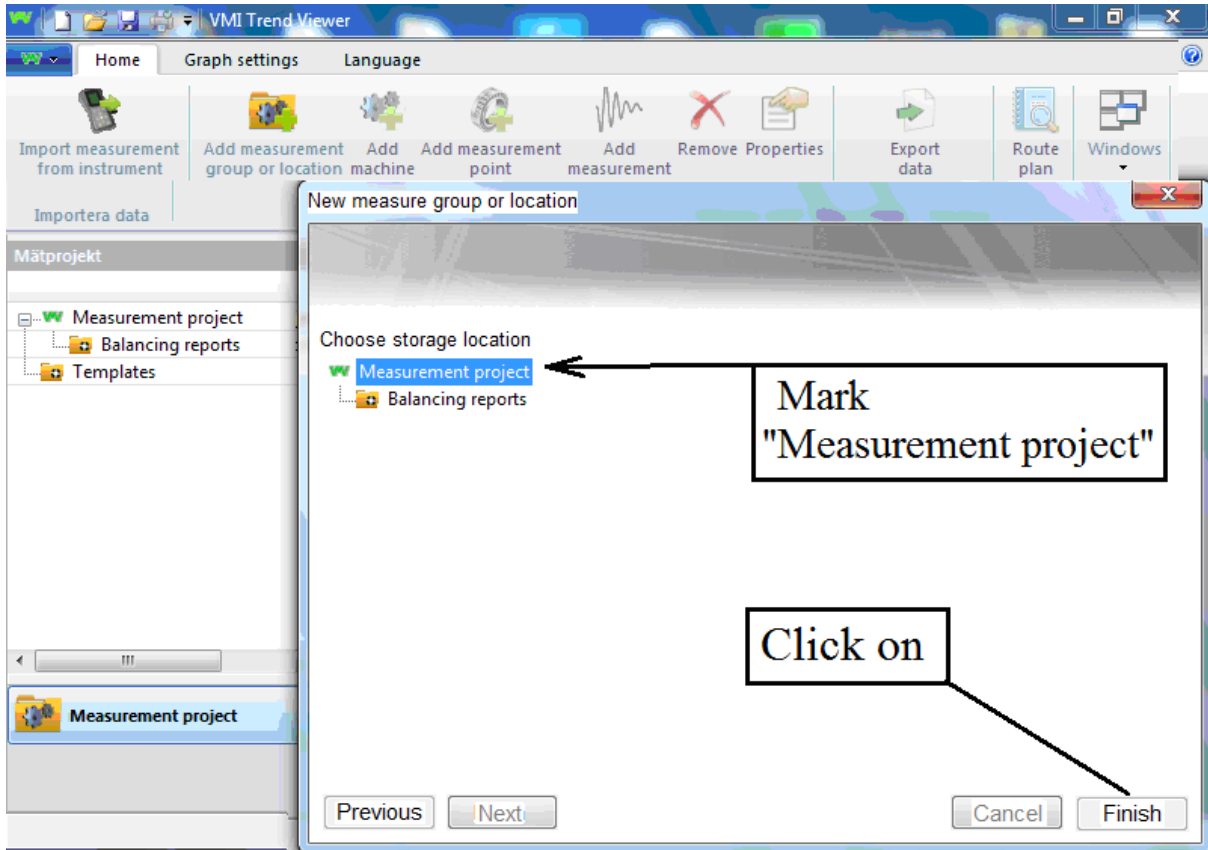 VMI Trend Viewer
Home Graph settings Language
Import measurement from instrument
Add measurement group or location
Add machine
Add measurement point
Add measurement
Remove
Properties
Export data
Route plan
Windows
Importera data
New measure group or location
Mätprojekt
Measurement project
Balancing reports
Templates
Choose storage location
Measurement project
Balancing reports
Mark
"Measurement project"
Click on
Measurement project
Previous Next Cancel Finish